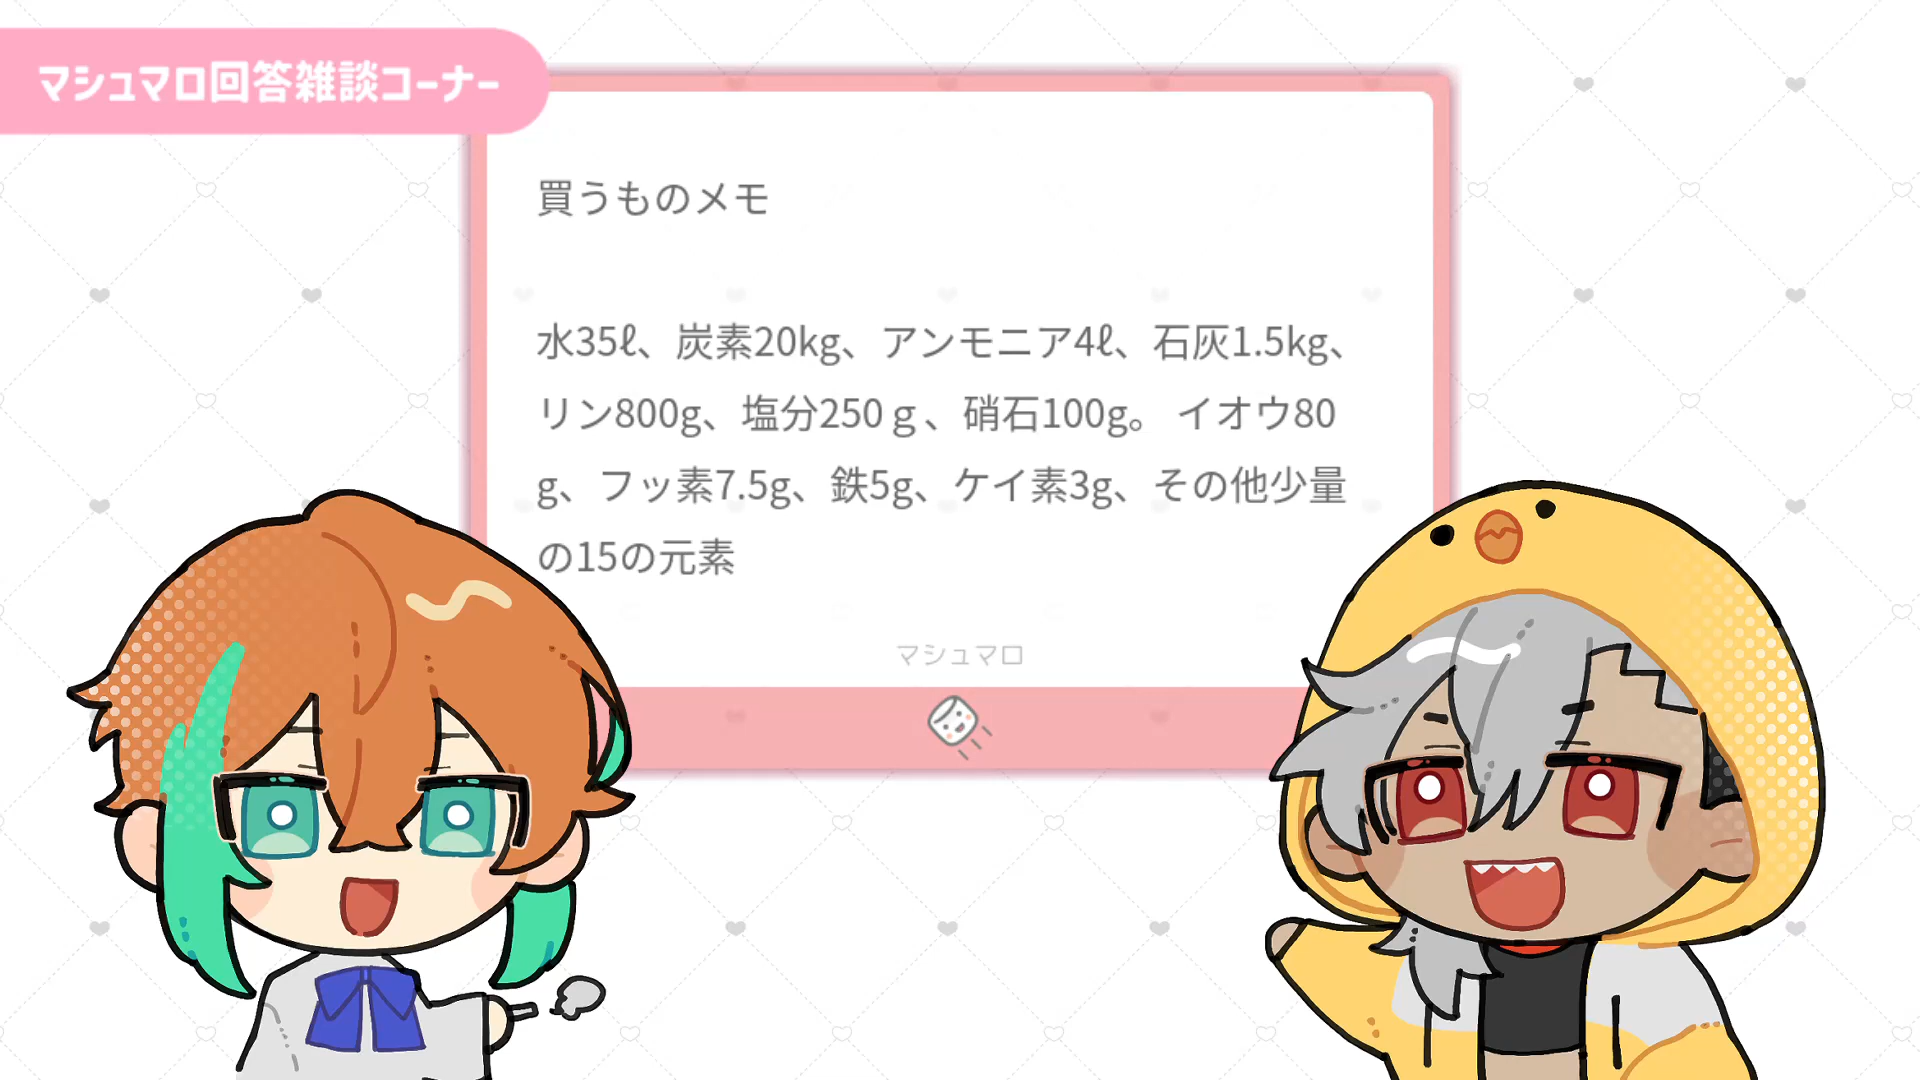 マシュマロ回答雑談コーナー
買うものメモ
水35ℓ、炭素20kg、アンモニア4ℓ、石灰1.5kg、
リン800g、塩分250ｇ、硝石100g。 イオウ80
g、フッ素7.5g、鉄5g、ケイ素3g、その他少量
の15の元素
マシュマロ